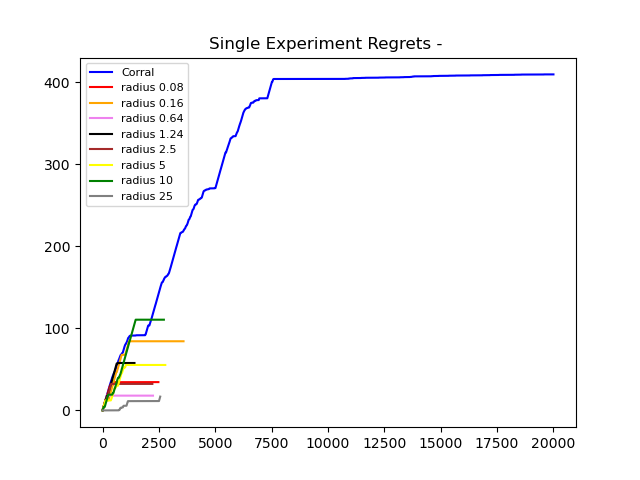 Single Experiment Regrets -
400
300
200
100
0
Corral
radius 0.08
radius 0.16
radius 0.64
radius 1.24
radius 2.5
radius 5
radius 10
radius 25
0 2500 5000 7500 10000 12500 15000 17500 20000